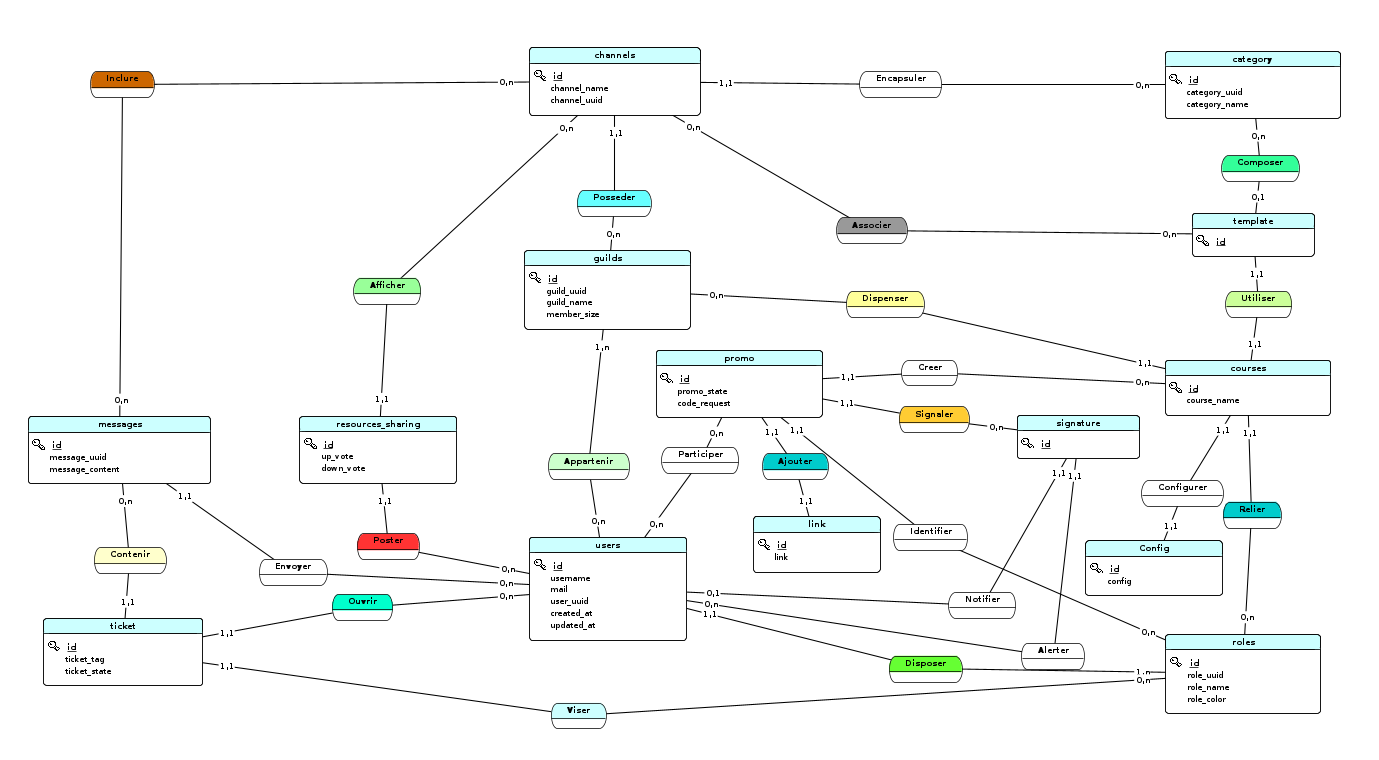 channels
id
channel_name
channel_uuid
category
id
category_uuid
category_name
Inclure
0,n
1,1
Encapsuler
0,n
0,n
1,1
0,n
0,n
Composer
0,1
Posseder
template
id
Associer
0,n
0,n
guilds
id
guild_uuid
guild_name
member_size
1,1
Afficher
0,n
Dispenser
Utiliser
1,n
1,1
promo
id
promo_state
code_request
1,1
Creer
0,n
1,1
courses
id
course_name
0,n
1,1
1,1
Signaler
0,n
messages
id
message_uuid
message_content
resources_sharing
id
up_vote
down_vote
signature
id
0,n
1,1
1,1
1,1
1,1
Appartenir
Participer
Ajouter
1,1
1,1
0,n
1,1
1,1
1,1
Configurer
Relier
0,n
0,n
link
id
link
Identifier
1,1
Poster
users
id
username
mail
user_uuid
created_at
updated_at
Config
id
config
Contenir
Envoyer
0,n
0,n
0,n
1,1
Ouvrir
0,1
0,n
1,1
Notifier
0,n
ticket
id
ticket_tag
ticket_state
1,1
1,1
0,n
roles
id
role_uuid
role_name
role_color
Alerter
Disposer
1,n
0,n
Viser